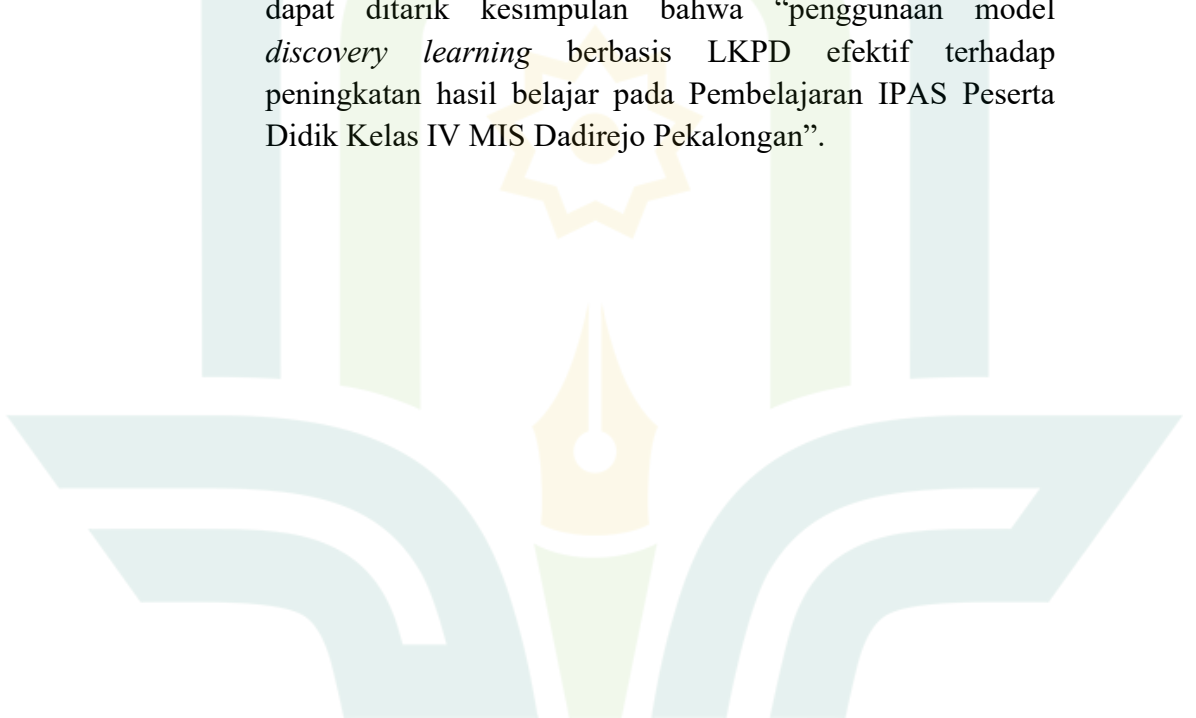 dapat ditarik kesimpulan bahwa “penggunaan model
discovery learning berbasis LKPD efektif terhadap
peningkatan hasil belajar pada Pembelajaran IPAS Peserta
Didik Kelas IV MIS Dadirejo Pekalongan”.